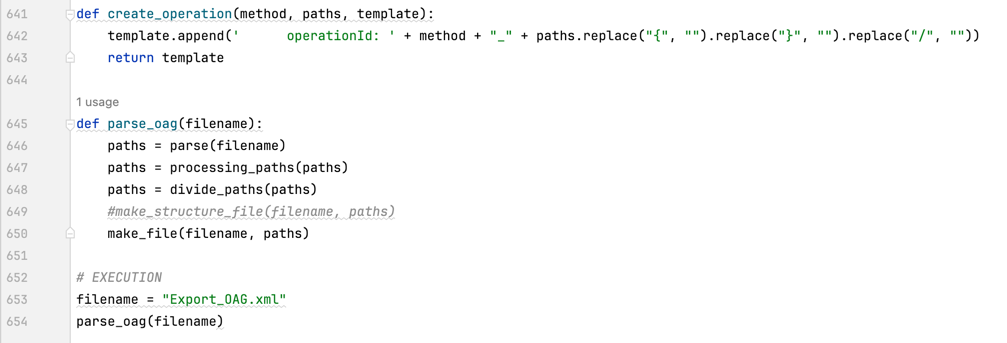 641 def create_operation(method, paths, template):
642     template.append('      operationId: ' + method + "_" + paths.replace("{", "").replace("}", "").replace("/", ""))
643     return template
644
1 usage
645 def parse_oag(filename):
646     paths = parse(filename)
647     paths = processing_paths(paths)
648     paths = divide_paths(paths)
649     #make_structure_file(filename, paths)
650     make_file(filename, paths)
651
652 # EXECUTION
653 filename = "Export_OAG.xml"
654 parse_oag(filename)